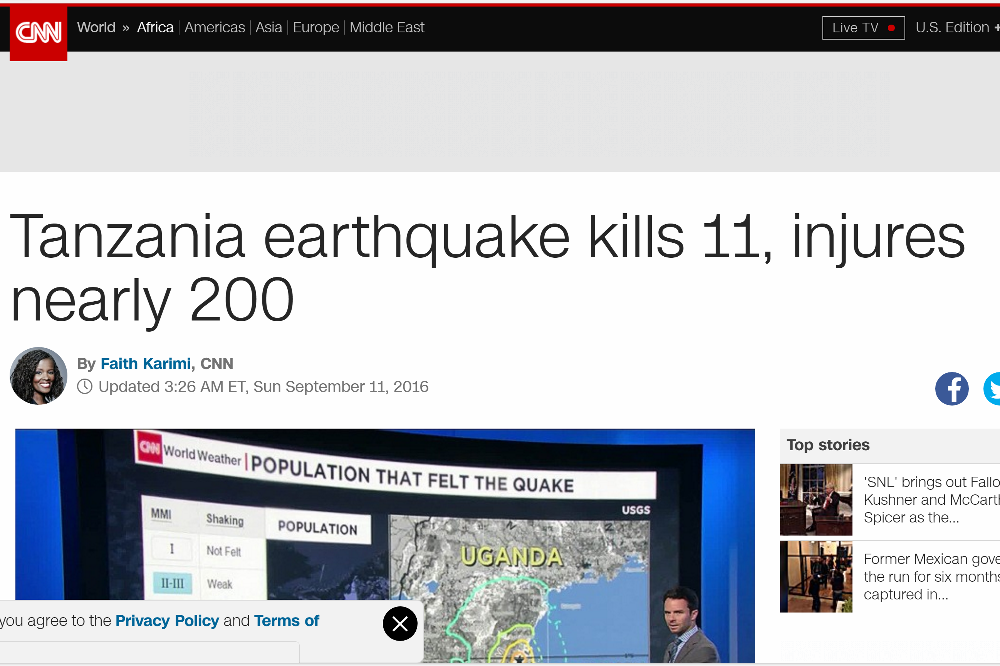 CNN World » Africa Americas Asia Europe Middle East Live TV U.S. Edition +
Tanzania earthquake kills 11, injures
nearly 200
By Faith Karimi, CNN
Updated 3:26 AM ET, Sun September 11, 2016
CNN World Weather | POPULATION THAT FELT THE QUAKE
USGS
MMI Shaking POPULATION
I Not Felt
II-III Weak
UGANDA
Top stories
'SNL' brings out Fallo
Kushner and McCarth
Spicer as the...
Former Mexican gove
the run for six months
captured in...
you agree to the Privacy Policy and Terms of